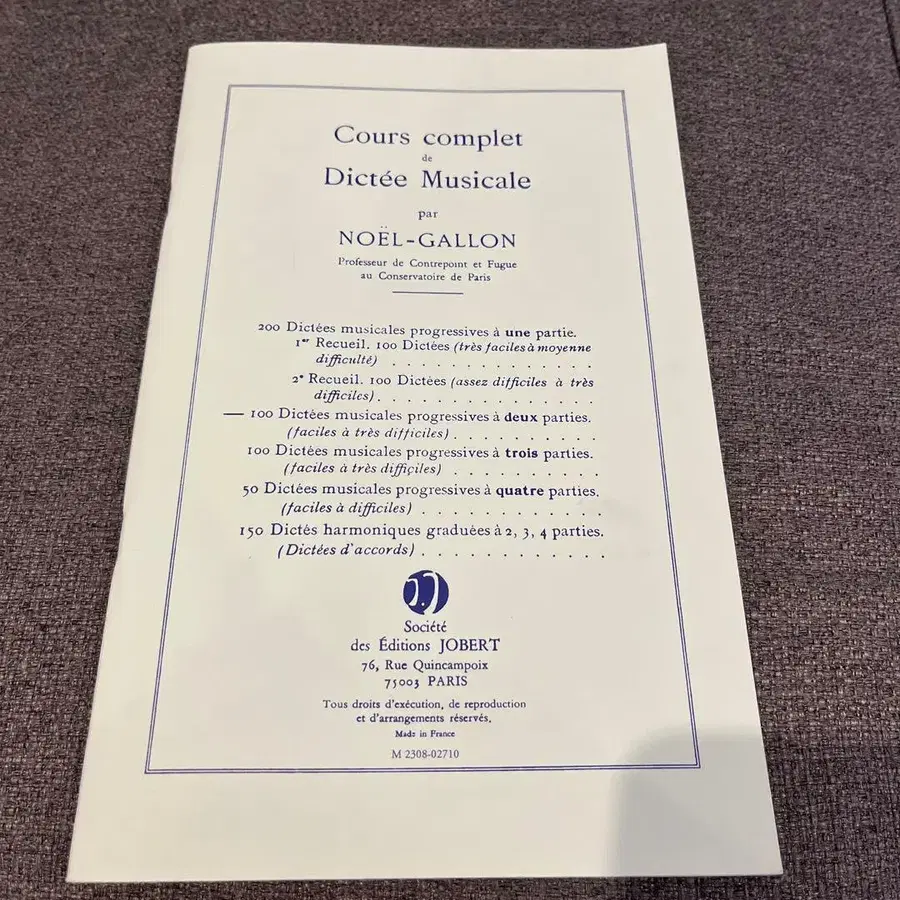 Cours complet
de
Dictée Musicale
par
NOËL-GALLON
Professeur de Contrepoint et Fugue
au Conservatoire de Paris
200 Dictées musicales progressives à une partie.
1er Recueil. 100 Dictées (très faciles à moyenne
difficulté) . . . . . . . . . . . . .
2e Recueil. 100 Dictées (assez difficiles à très
difficiles) . . . . . . . . . . . . .
— 100 Dictées musicales progressives à deux parties.
(faciles à très difficiles) . . . . . . . . .
100 Dictées musicales progressives à trois parties.
(faciles à très difficiles) . . . . . . . . .
50 Dictées musicales progressives à quatre parties.
(faciles à difficiles) . . . . . . . . . . .
150 Dictés harmoniques graduées à 2, 3, 4 parties.
(Dictées d'accords) . . . . . . . . . . . .
J.J
Société
des Éditions JOBERT
76, Rue Quincampoix
75003 PARIS
Tous droits d'exécution, de reproduction
et d'arrangements réservés.
Made in France
M 2308-02710